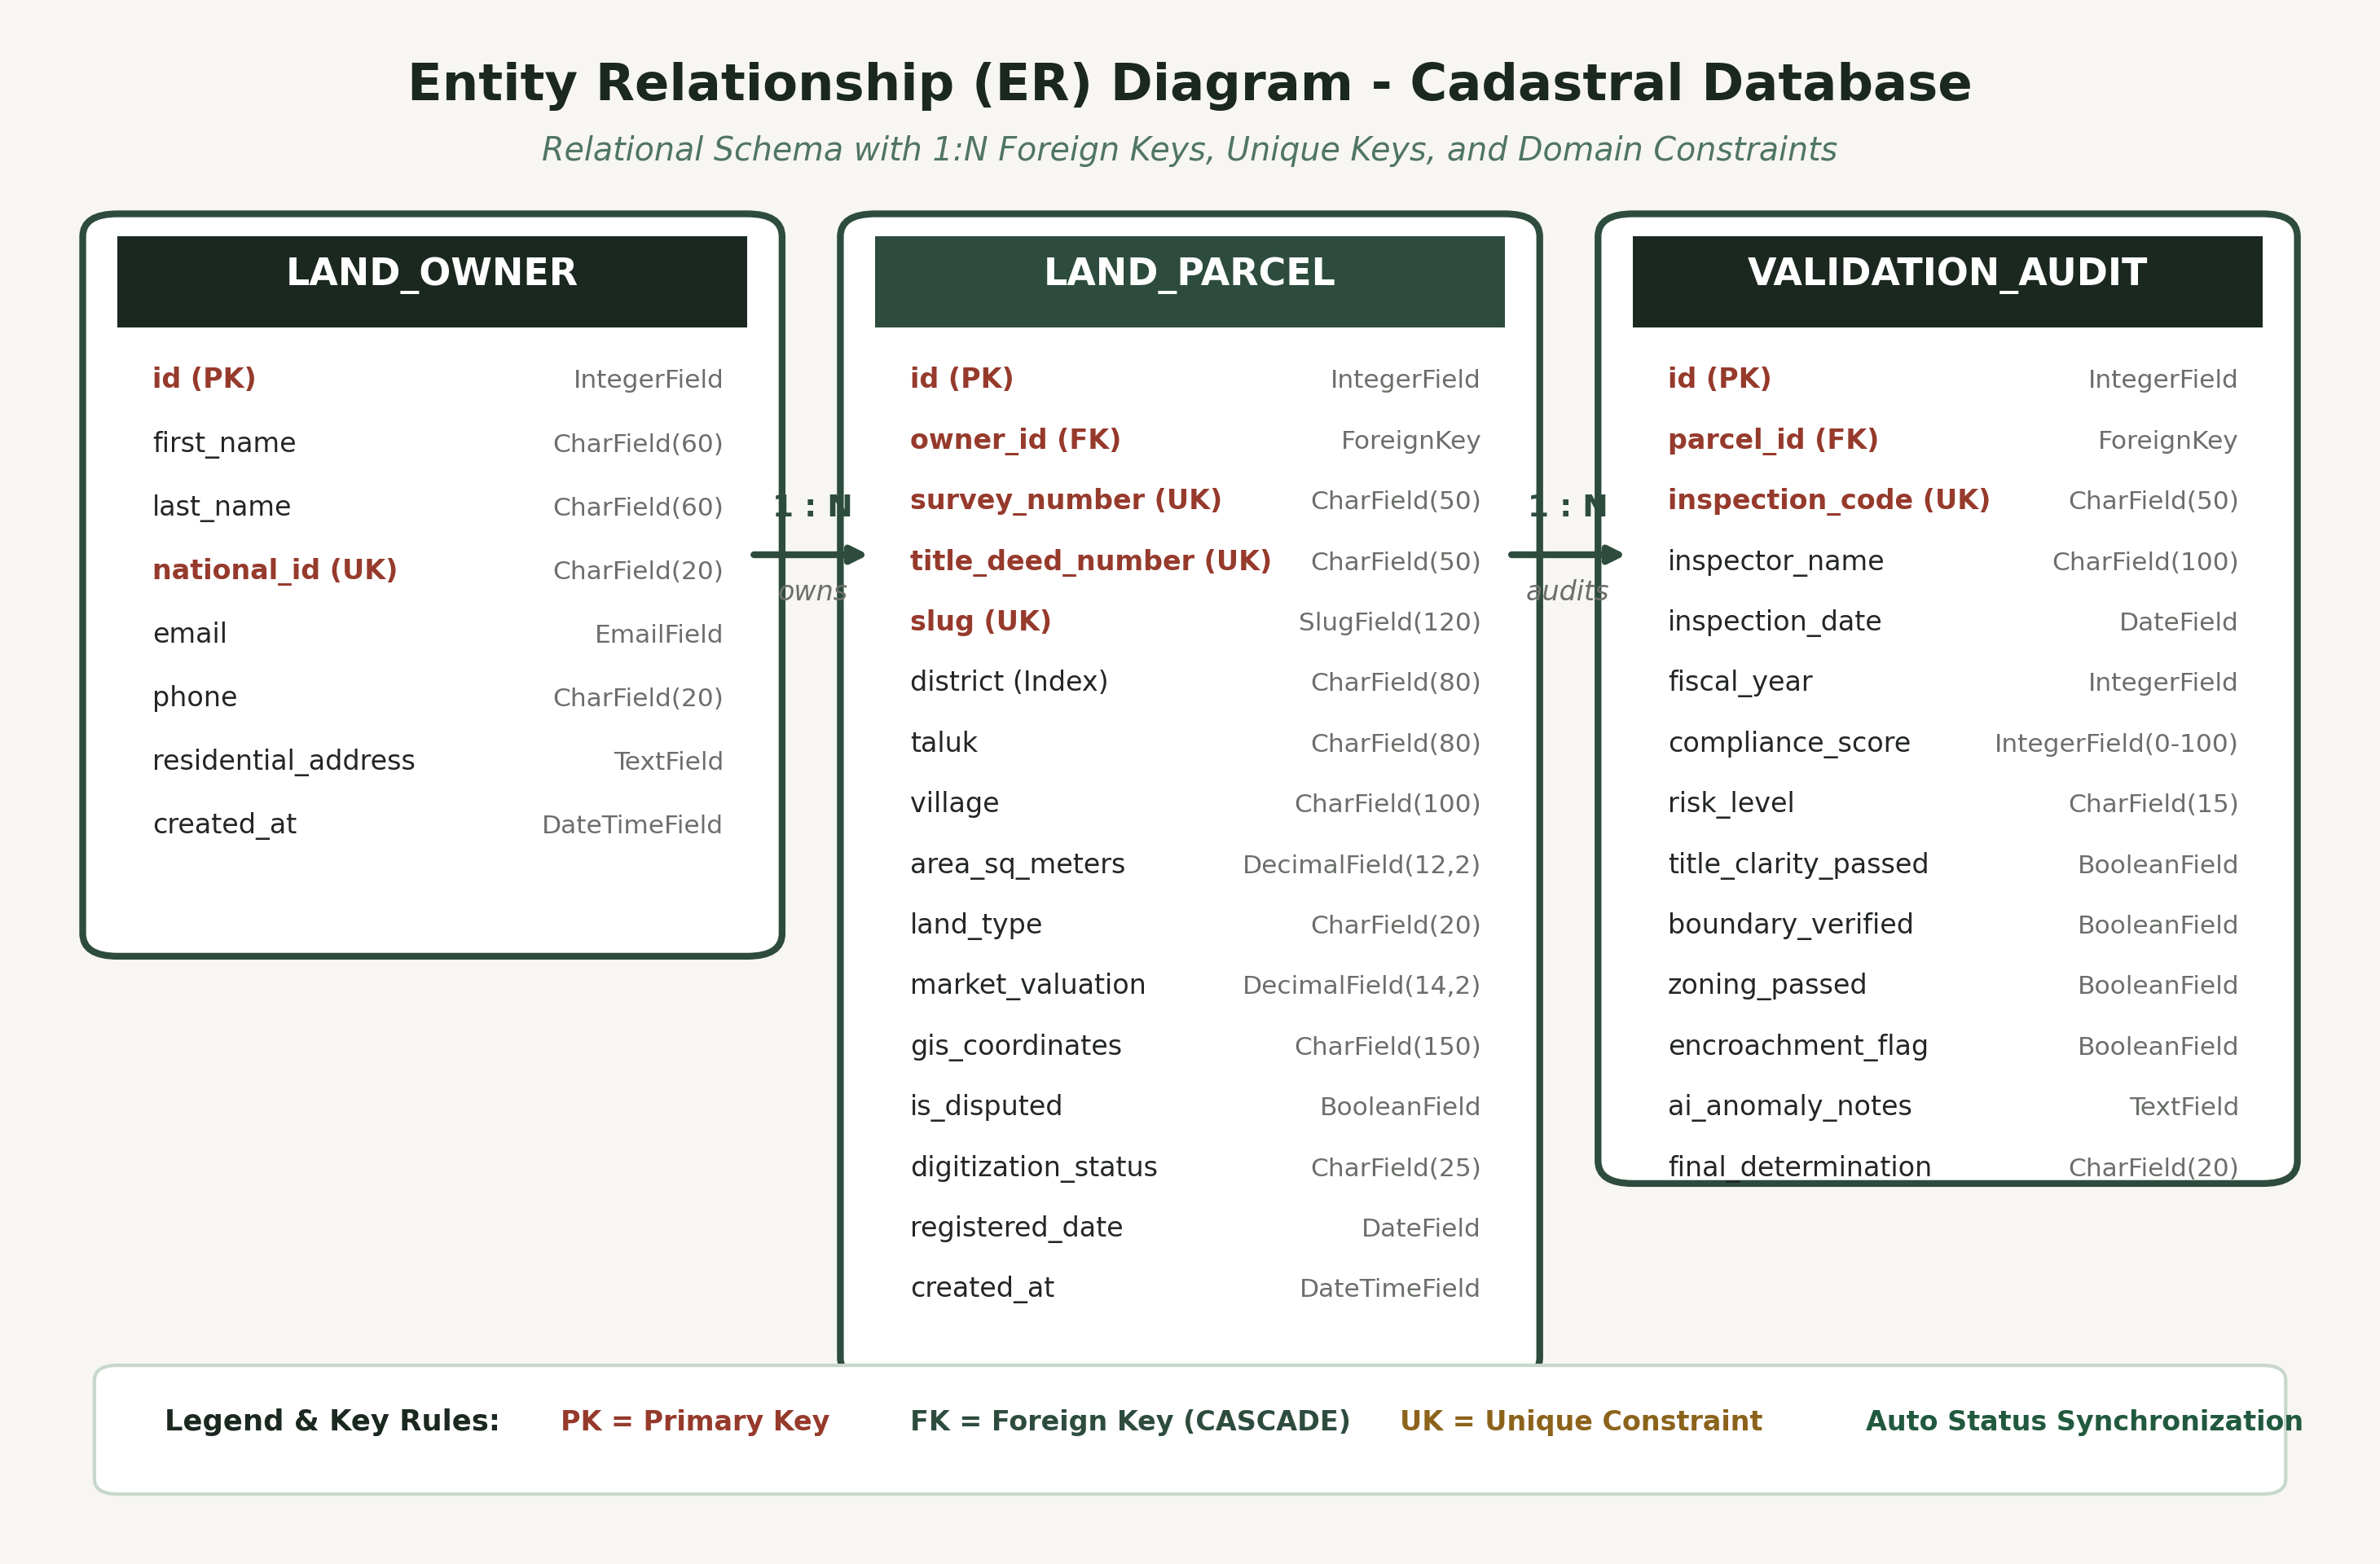 Entity Relationship (ER) Diagram - Cadastral Database
Relational Schema with 1:N Foreign Keys, Unique Keys, and Domain Constraints
LAND_OWNER
id (PK) IntegerField
first_name CharField(60)
last_name CharField(60)
national_id (UK) CharField(20)
email EmailField
phone CharField(20)
residential_address TextField
created_at DateTimeField
1 : N
owns
LAND_PARCEL
id (PK) IntegerField
owner_id (FK) ForeignKey
survey_number (UK) CharField(50)
title_deed_number (UK) CharField(50)
slug (UK) SlugField(120)
district (Index) CharField(80)
taluk CharField(80)
village CharField(100)
area_sq_meters DecimalField(12,2)
land_type CharField(20)
market_valuation DecimalField(14,2)
gis_coordinates CharField(150)
is_disputed BooleanField
digitization_status CharField(25)
registered_date DateField
created_at DateTimeField
1 : N
audits
VALIDATION_AUDIT
id (PK) IntegerField
parcel_id (FK) ForeignKey
inspection_code (UK) CharField(50)
inspector_name CharField(100)
inspection_date DateField
fiscal_year IntegerField
compliance_score IntegerField(0-100)
risk_level CharField(15)
title_clarity_passed BooleanField
boundary_verified BooleanField
zoning_passed BooleanField
encroachment_flag BooleanField
ai_anomaly_notes TextField
final_determination CharField(20)
Legend & Key Rules: PK = Primary Key FK = Foreign Key (CASCADE) UK = Unique Constraint Auto Status Synchronization